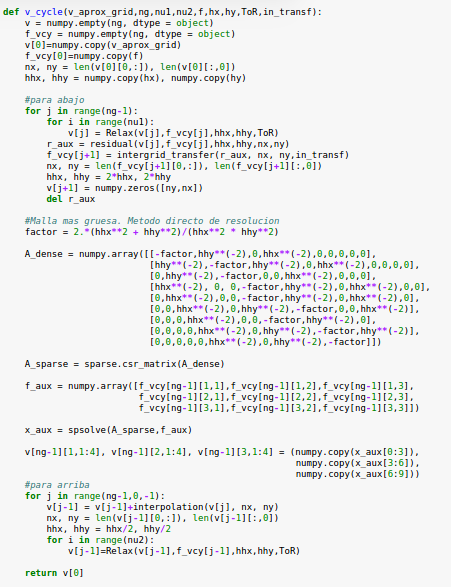 def v_cycle(v_aprox_grid,ng,nu1,nu2,f,hx,hy,ToR,in_transf):
    v = numpy.empty(ng, dtype = object)
    f_vcy = numpy.empty(ng, dtype = object)
    v[0]=numpy.copy(v_aprox_grid)
    f_vcy[0]=numpy.copy(f)
    nx, ny = len(v[0][0,:]), len(v[0][:,0])
    hhx, hhy = numpy.copy(hx), numpy.copy(hy)

    #para abajo
    for j in range(ng-1):
        for i in range(nu1):
            v[j] = Relax(v[j],f_vcy[j],hhx,hhy,ToR)
        r_aux = residual(v[j],f_vcy[j],hhx,hhy,nx,ny)
        f_vcy[j+1] = intergrid_transfer(r_aux, nx, ny,in_transf)
        nx, ny = len(f_vcy[j+1][0,:]), len(f_vcy[j+1][:,0])
        hhx, hhy = 2*hhx, 2*hhy
        v[j+1] = numpy.zeros([ny,nx])
        del r_aux

    #Malla mas gruesa. Metodo directo de resolucion
    factor = 2.*(hhx**2 + hhy**2)/(hhx**2 * hhy**2)

    A_dense = numpy.array([[-factor,hhy**(-2),0,hhx**(-2),0,0,0,0,0],
                           [hhy**(-2),-factor,hhy**(-2),0,hhx**(-2),0,0,0,0],
                           [0,hhy**(-2),-factor,0,0,hhx**(-2),0,0,0],
                           [hhx**(-2), 0, 0,-factor,hhy**(-2),0,hhx**(-2),0,0],
                           [0,hhx**(-2),0,0,-factor,hhy**(-2),0,hhx**(-2),0],
                           [0,0,hhx**(-2),0,hhy**(-2),-factor,0,0,hhx**(-2)],
                           [0,0,0,hhx**(-2),0,0,-factor,hhy**(-2),0],
                           [0,0,0,0,hhx**(-2),0,hhy**(-2),-factor,hhy**(-2)],
                           [0,0,0,0,0,hhx**(-2),0,hhy**(-2),-factor]])

    A_sparse = sparse.csr_matrix(A_dense)

    f_aux = numpy.array([f_vcy[ng-1][1,1],f_vcy[ng-1][1,2],f_vcy[ng-1][1,3],
                         f_vcy[ng-1][2,1],f_vcy[ng-1][2,2],f_vcy[ng-1][2,3],
                         f_vcy[ng-1][3,1],f_vcy[ng-1][3,2],f_vcy[ng-1][3,3]])

    x_aux = spsolve(A_sparse,f_aux)

    v[ng-1][1,1:4], v[ng-1][2,1:4], v[ng-1][3,1:4] = (numpy.copy(x_aux[0:3]),
                                                      numpy.copy(x_aux[3:6]),
                                                      numpy.copy(x_aux[6:9]))
    #para arriba
    for j in range(ng-1,0,-1):
        v[j-1] = v[j-1]+interpolation(v[j], nx, ny)
        nx, ny = len(v[j-1][0,:]), len(v[j-1][:,0])
        hhx, hhy = hhx/2, hhy/2
        for i in range(nu2):
            v[j-1]=Relax(v[j-1],f_vcy[j-1],hhx,hhy,ToR)

    return v[0]